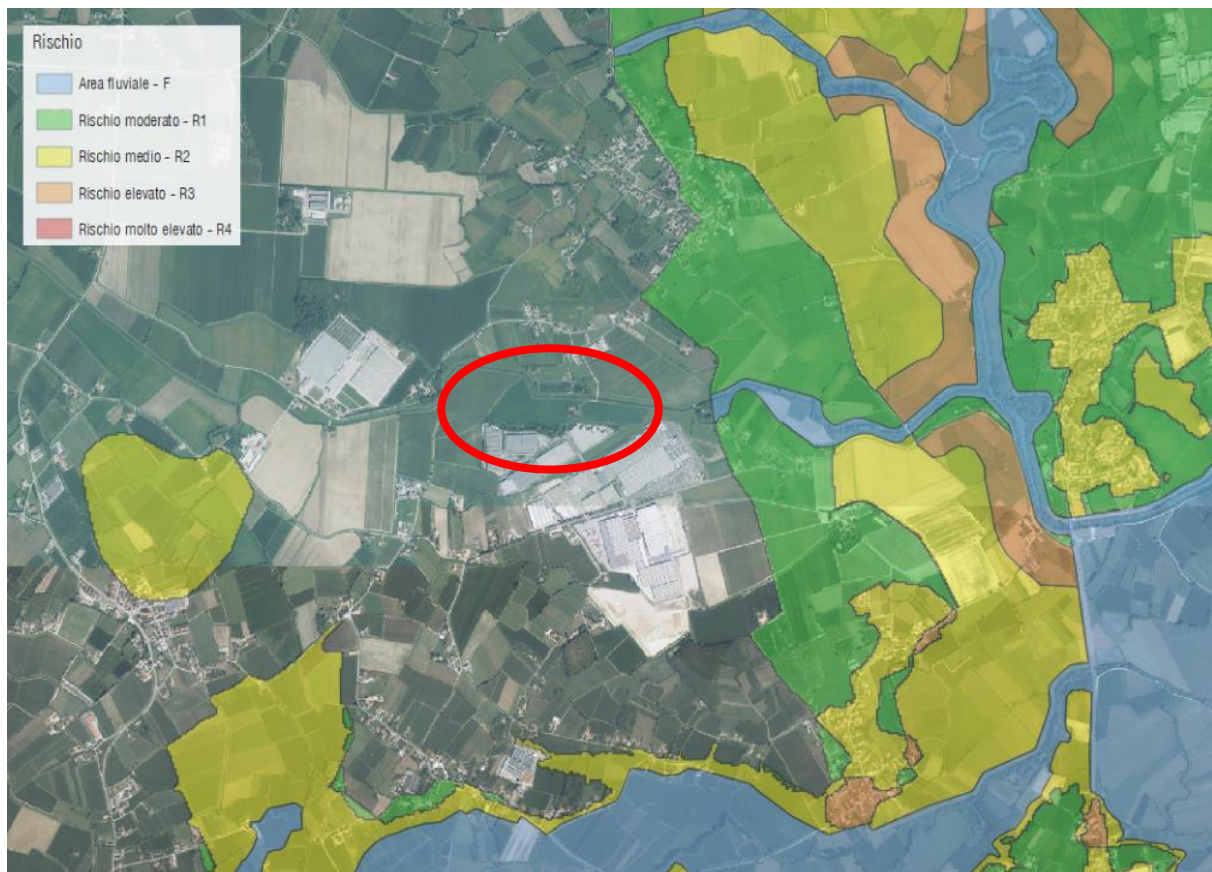 Rischio
Area fluviale - F
Rischio moderato - R1
Rischio medio - R2
Rischio elevato - R3
Rischio molto elevato - R4